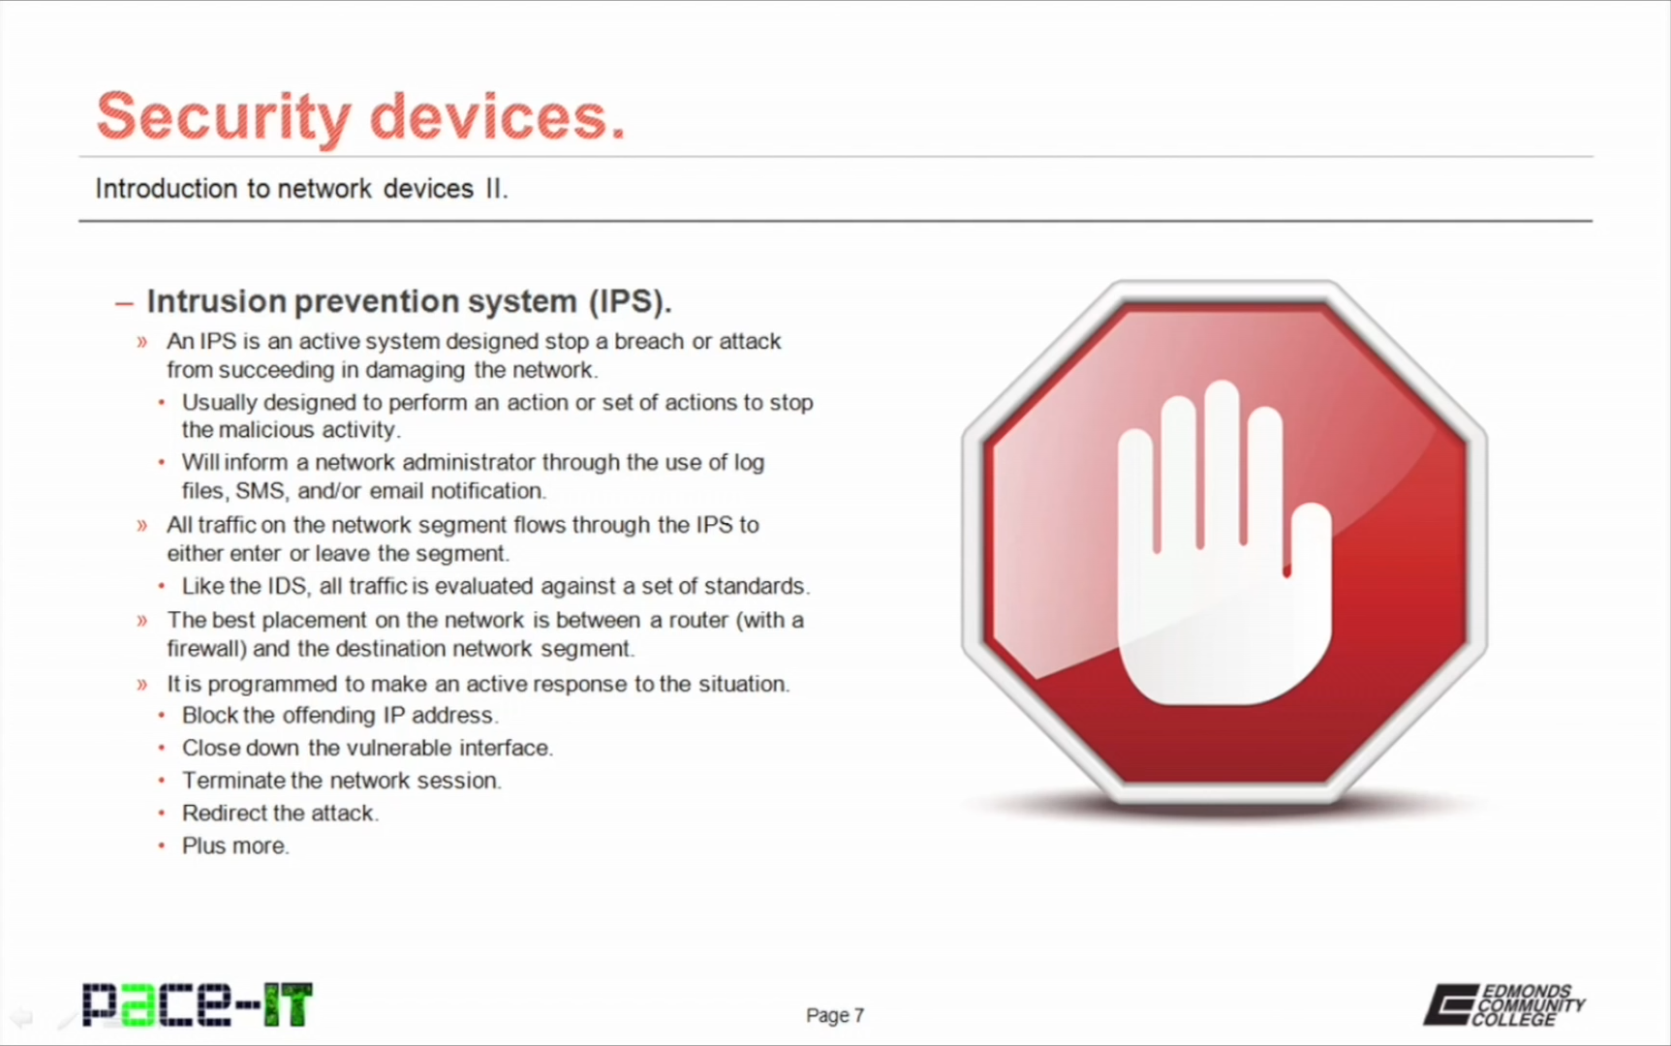 Security devices.
Introduction to network devices II.
– Intrusion prevention system (IPS).
» An IPS is an active system designed stop a breach or attack
from succeeding in damaging the network.
• Usually designed to perform an action or set of actions to stop
the malicious activity.
• Will inform a network administrator through the use of log
files, SMS, and/or email notification.
» All traffic on the network segment flows through the IPS to
either enter or leave the segment.
• Like the IDS, all traffic is evaluated against a set of standards.
» The best placement on the network is between a router (with a
firewall) and the destination network segment.
» It is programmed to make an active response to the situation.
• Block the offending IP address.
• Close down the vulnerable interface.
• Terminate the network session.
• Redirect the attack.
• Plus more.
pace-IT
Page 7
EDMONDS
COMMUNITY
COLLEGE